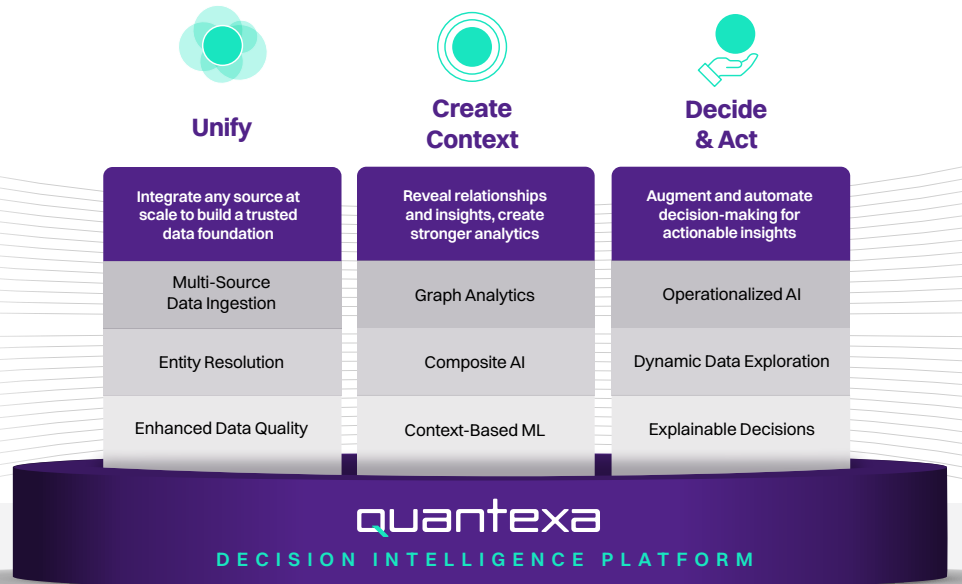 Unify
Integrate any source at
scale to build a trusted
data foundation
Multi-Source
Data Ingestion
Entity Resolution
Enhanced Data Quality
Create
Context
Reveal relationships
and insights, create
stronger analytics
Graph Analytics
Composite AI
Context-Based ML
Decide
& Act
Augment and automate
decision-making for
actionable insights
Operationalized AI
Dynamic Data Exploration
Explainable Decisions
quantexa
DECISION INTELLIGENCE PLATFORM